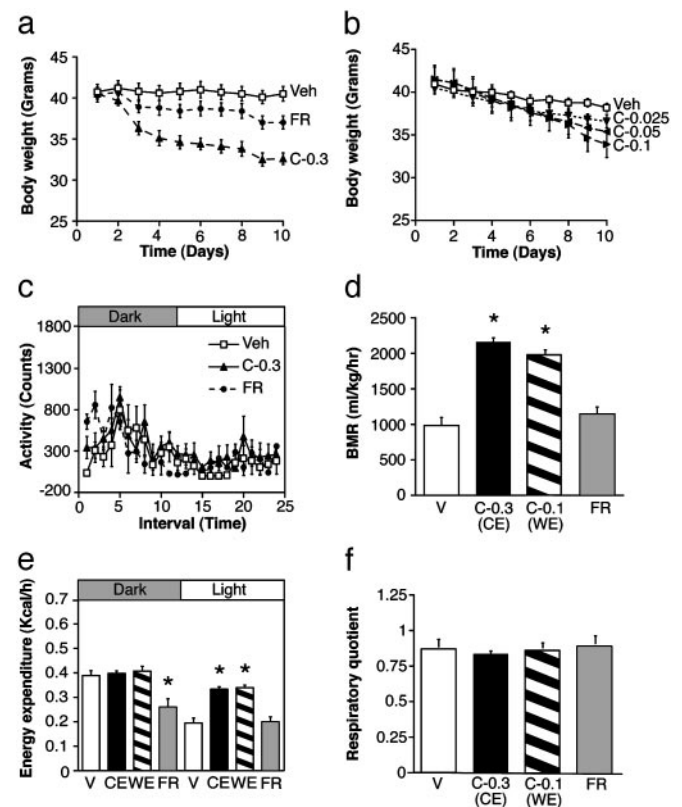 a
Body weight (Grams)
45
40
35
30
25
0 2 4 6 8 10
Time (Days)
Veh
FR
C-0.3
b
Body weight (Grams)
45
40
35
30
25
0 2 4 6 8 10
Time (Days)
Veh
C-0.025
C-0.05
C-0.1
c
Dark Light
Activity (Counts)
1800
1300
800
300
-200
0 5 10 15 20 25
Interval (Time)
Veh
C-0.3
FR
d
BMR (ml/kg/hr)
2500
2000
1500
1000
500
0
* *
V C-0.3 C-0.1 FR
(CE) (WE)
e
Dark Light
Energy expenditure (Kcal/h)
0.7
0.6
0.5
0.4
0.3
0.2
0.1
0
* * *
V CE WE FR V CE WE FR
f
Respiratory quotient
1.25
1
0.75
0.5
0.25
0
V C-0.3 C-0.1 FR
(CE) (WE)